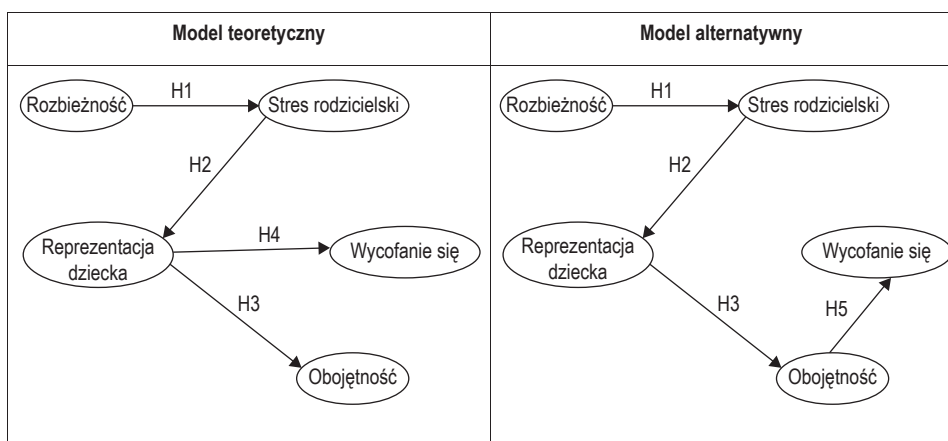 Model teoretyczny
Rozbieżność
H1
Stres rodzicielski
H2
Reprezentacja
dziecka
H4
Wycofanie się
H3
Obojętność
Model alternatywny
Rozbieżność
H1
Stres rodzicielski
H2
Reprezentacja
dziecka
Wycofanie się
H3
H5
Obojętność